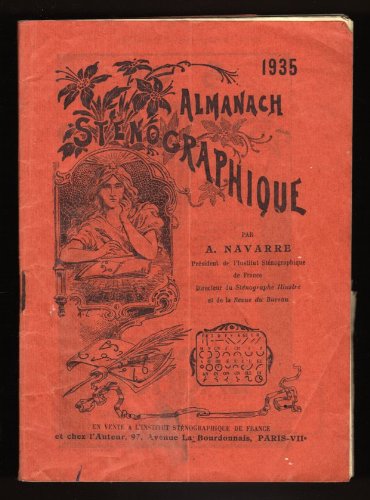 1935
ALMANACH
STÉNOGRAPHIQUE
PAR
A. NAVARRE
Président de l'Institut Sténographique
de France
Directeur du Sténographe Illustré
et de la Revue du Bureau
EN VENTE A L'INSTITUT STÉNOGRAPHIQUE DE FRANCE
et chez l'Auteur, 97, Avenue La Bourdonnais, PARIS-VIIe